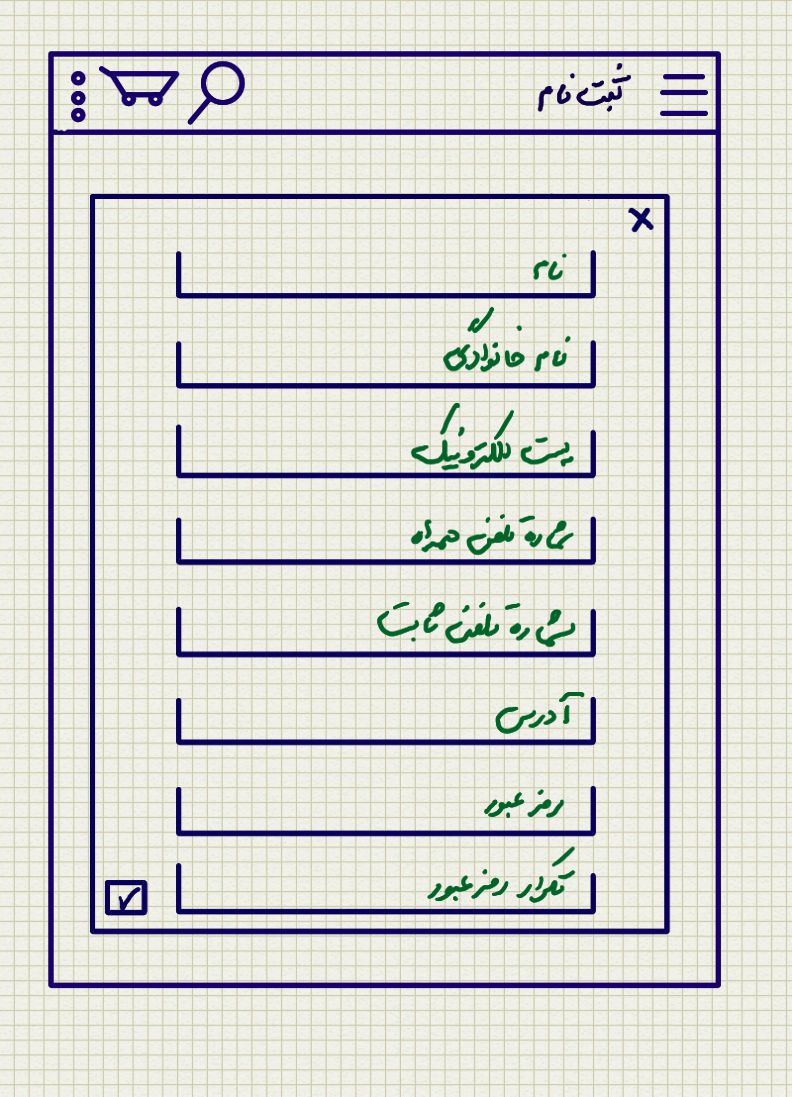 ثبت نام
نام
نام خانوادگی
پست الکترونیک
شماره تلفن همراه
شماره تلفن ثابت
آدرس
رمز عبور
تکرار رمز عبور